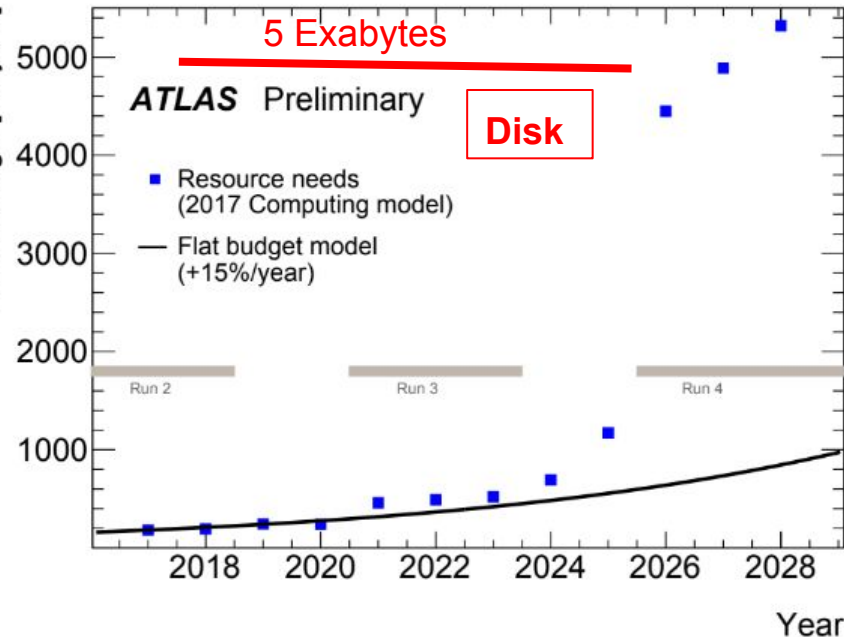 5 Exabytes
ATLAS Preliminary
Disk
Resource needs
(2017 Computing model)
Flat budget model
(+15%/year)
5000
4000
3000
2000
1000
Run 2
Run 3
Run 4
2018 2020 2022 2024 2026 2028
Year